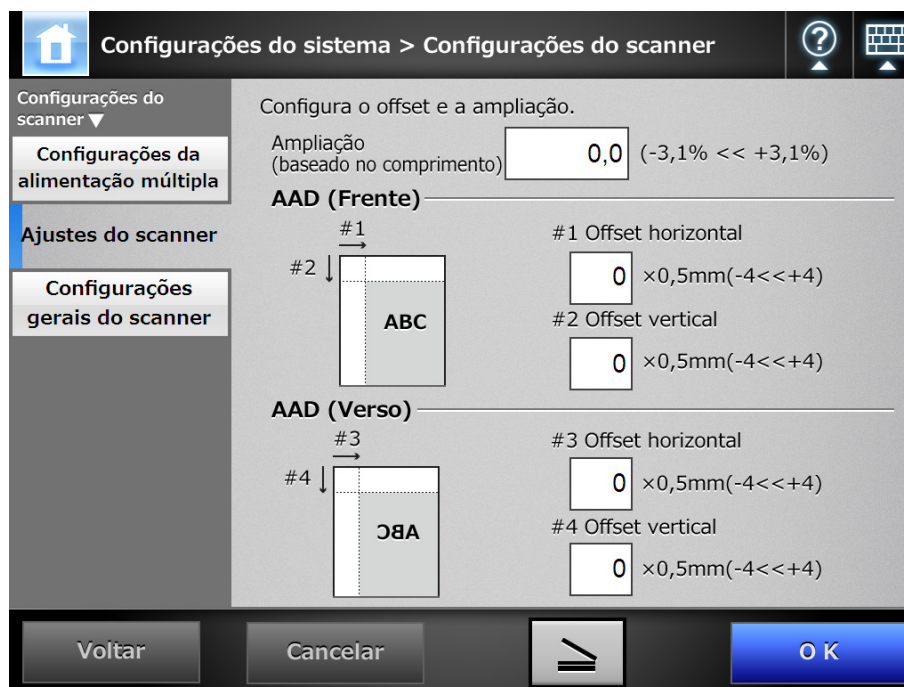 Configurações do sistema > Configurações do scanner
?
Configurações do
scanner▼
Configurações da
alimentação múltipla
Ajustes do scanner
Configurações
gerais do scanner
Configura o offset e a ampliação.
Ampliação
(baseado no comprimento) 0,0 (-3,1% << +3,1%)
AAD (Frente)
#1
#2
ABC
#1 Offset horizontal
0 ×0,5mm(-4<<+4)
#2 Offset vertical
0 ×0,5mm(-4<<+4)
AAD (Verso)
#3
#4
ABC
#3 Offset horizontal
0 ×0,5mm(-4<<+4)
#4 Offset vertical
0 ×0,5mm(-4<<+4)
Voltar
Cancelar
OK